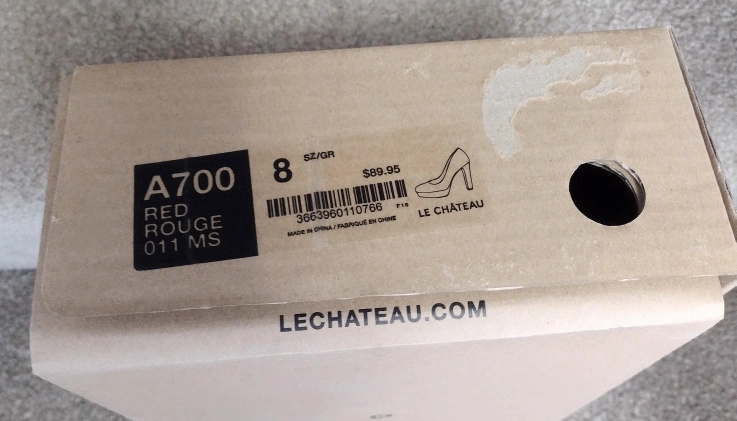 A700
RED
ROUGE
011 MS
8 SZ/GR
$89.95
3663960110766 F16
MADE IN CHINA / FABRIQUÉ EN CHINE
LE CHÂTEAU
LECHATEAU.COM